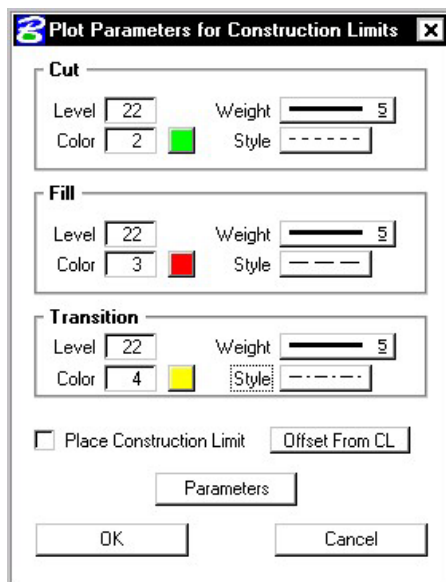 Plot Parameters for Construction Limits
Cut
Level 22 Weight 5
Color 2 Style
Fill
Level 22 Weight 5
Color 3 Style
Transition
Level 22 Weight 5
Color 4 Style
Place Construction Limit Offset From CL
Parameters
OK Cancel